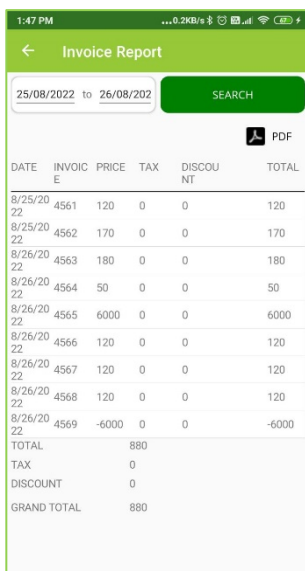 1:47 PM ...0.2KB/s 67
Invoice Report
25/08/2022 to 26/08/202 SEARCH
PDF
DATE INVOIC PRICE TAX DISCOU TOTAL
E NT
8/25/20 4561 120 0 0 120
22
8/25/20 4562 170 0 0 170
22
8/26/20 4563 180 0 0 180
22
8/26/20 4564 50 0 0 50
22
8/26/20 4565 6000 0 0 6000
22
8/26/20 4566 120 0 0 120
22
8/26/20 4567 120 0 0 120
22
8/26/20 4568 120 0 0 120
22
8/26/20 4569 -6000 0 0 -6000
22
TOTAL 880
TAX 0
DISCOUNT 0
GRAND TOTAL 880